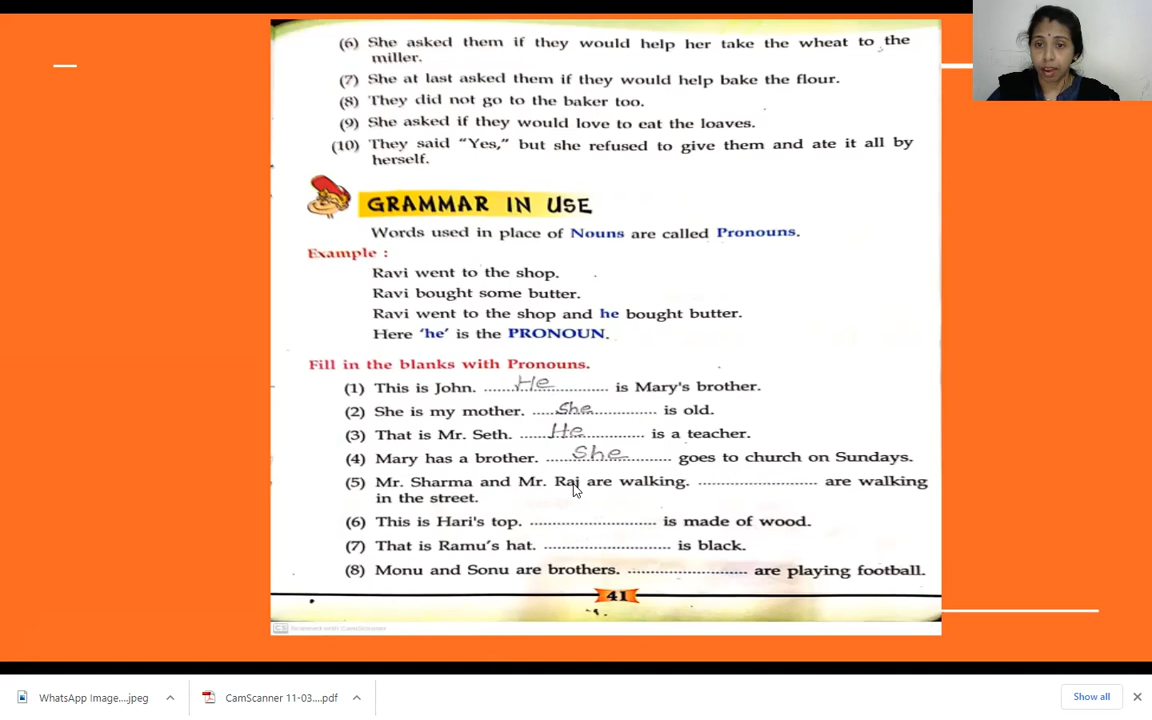 (6) She asked them if they would help her take the wheat to the
miller.
(7) She at last asked them if they would help bake the flour.
(8) They did not go to the baker too.
(9) She asked if they would love to eat the loaves.
(10) They said “Yes,” but she refused to give them and ate it all by
herself.
GRAMMAR IN USE
Words used in place of Nouns are called Pronouns.
Example :
Ravi went to the shop.
Ravi bought some butter.
Ravi went to the shop and he bought butter.
Here ‘he’ is the PRONOUN.
Fill in the blanks with Pronouns.
(1) This is John. ......He......... is Mary's brother.
(2) She is my mother. .....She............ is old.
(3) That is Mr. Seth. ......He............ is a teacher.
(4) Mary has a brother. ......She.......... goes to church on Sundays.
(5) Mr. Sharma and Mr. Raj are walking. .............................. are walking
in the street.
(6) This is Hari's top. ................................ is made of wood.
(7) That is Ramu's hat. ................................ is black.
(8) Monu and Sonu are brothers. .............................. are playing football.
41
CS Scanned with CamScanner
WhatsApp Image....jpeg
CamScanner 11-03....pdf
Show all